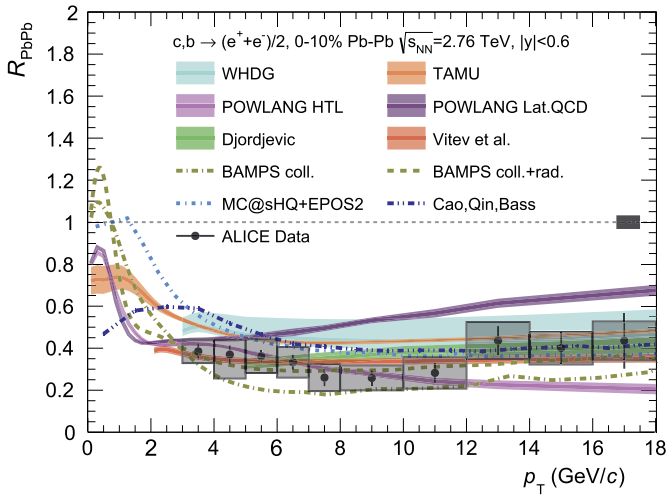 R_PbPb
2
1.8
1.6
1.4
1.2
1
0.8
0.6
0.4
0.2
0
c,b → (e⁺+e⁻)/2, 0-10% Pb-Pb √s_NN=2.76 TeV, |y|<0.6
WHDG TAMU
POWLANG HTL POWLANG Lat.QCD
Djordjevic Vitev et al.
BAMPS coll. BAMPS coll.+rad.
MC@sHQ+EPOS2 Cao,Qin,Bass
ALICE Data
0 2 4 6 8 10 12 14 16 18
p_T (GeV/c)